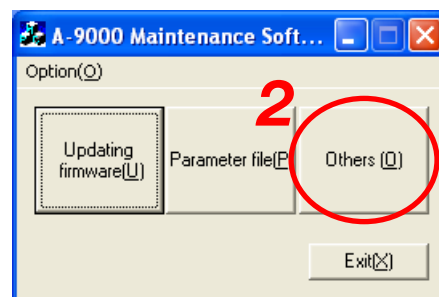 A-9000 Maintenance Soft...
Option(O)
2
Updating
firmware(U)
Parameter file(P
Others (O)
Exit(X)